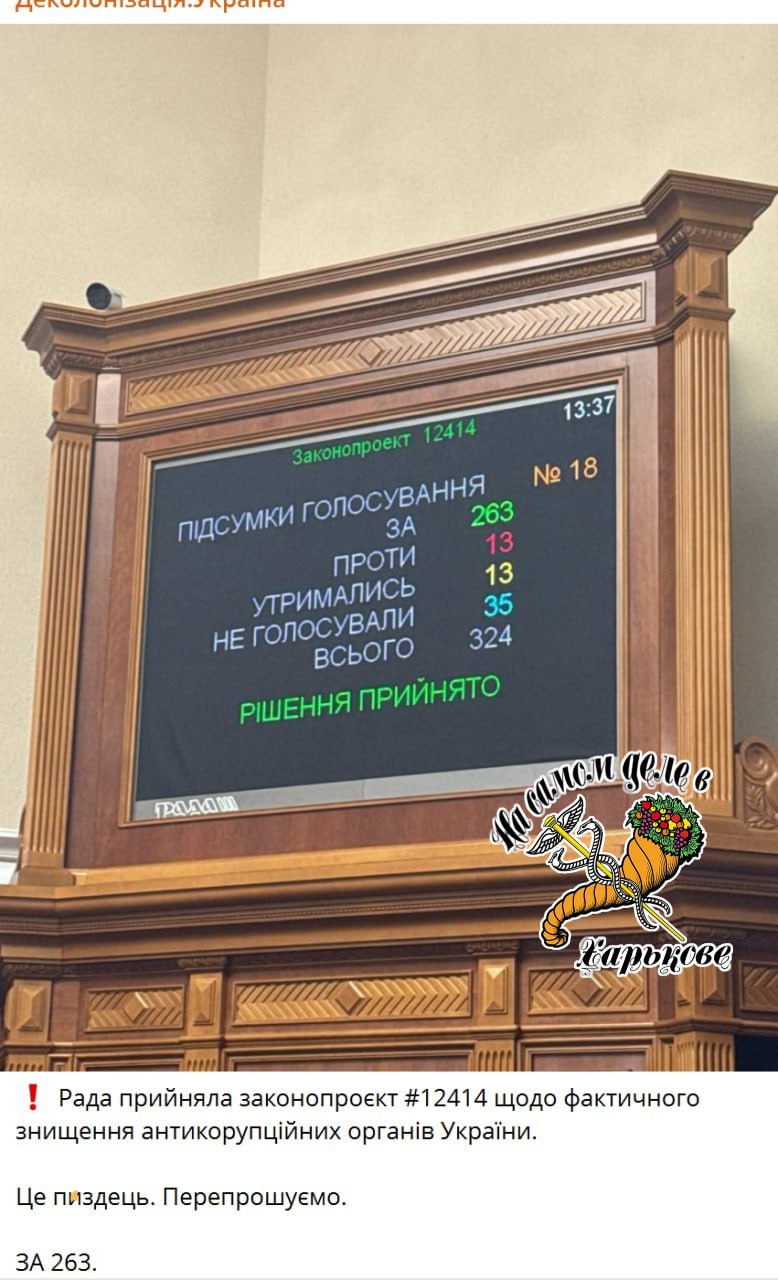 Деколонізація.Україна
13:37
Законопроект 12414
№ 18
ПІДСУМКИ ГОЛОСУВАННЯ
ЗА 263
ПРОТИ 13
УТРИМАЛИСЬ 13
НЕ ГОЛОСУВАЛИ 35
ВСЬОГО 324
РІШЕННЯ ПРИЙНЯТО
РАДА III
На самом деле в
Харькове
❗ Рада прийняла законопроєкт #12414 щодо фактичного
знищення антикорупційних органів України.
Це пиздець. Перепрошуємо.
ЗА 263.